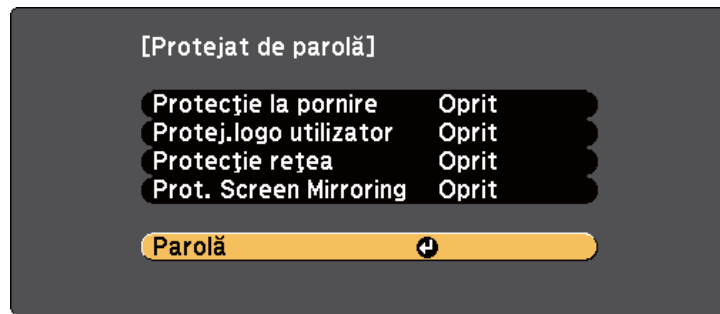 [Protejat de parolă]
Protecţie la pornire Oprit
Protej.logo utilizator Oprit
Protecţie reţea Oprit
Prot. Screen Mirroring Oprit
Parolă